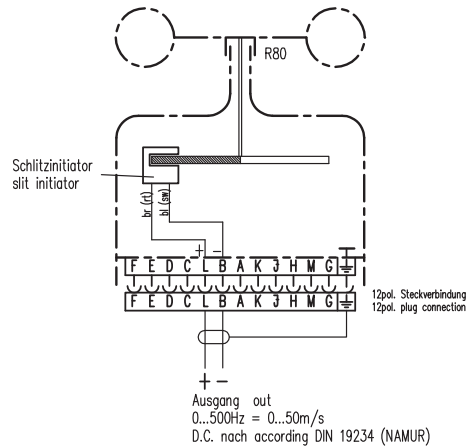 R80
Schlitzinitiator
slit initiator
br (rt)
bl (sw)
+ −
F E D C L B A K J H M G
F E D C L B A K J H M G
12pol. Steckverbindung
12pol. plug connection
+ −
Ausgang out
0...500Hz = 0...50m/s
D.C. nach according DIN 19234 (NAMUR)